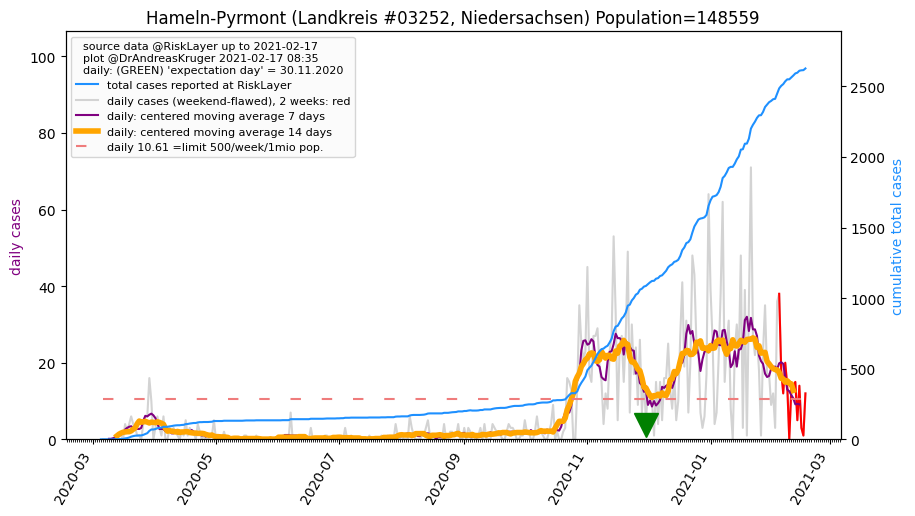 Hameln-Pyrmont (Landkreis #03252, Niedersachsen) Population=148559
source data @RiskLayer up to 2021-02-17
plot @DrAndreasKruger 2021-02-17 08:35
daily: (GREEN) 'expectation day' = 30.11.2020
total cases reported at RiskLayer
daily cases (weekend-flawed), 2 weeks: red
daily: centered moving average 7 days
daily: centered moving average 14 days
daily 10.61 =limit 500/week/1mio pop.
daily cases
100
80
60
40
20
0
cumulative total cases
2500
2000
1500
1000
500
0
2020-03
2020-05
2020-07
2020-09
2020-11
2021-01
2021-03